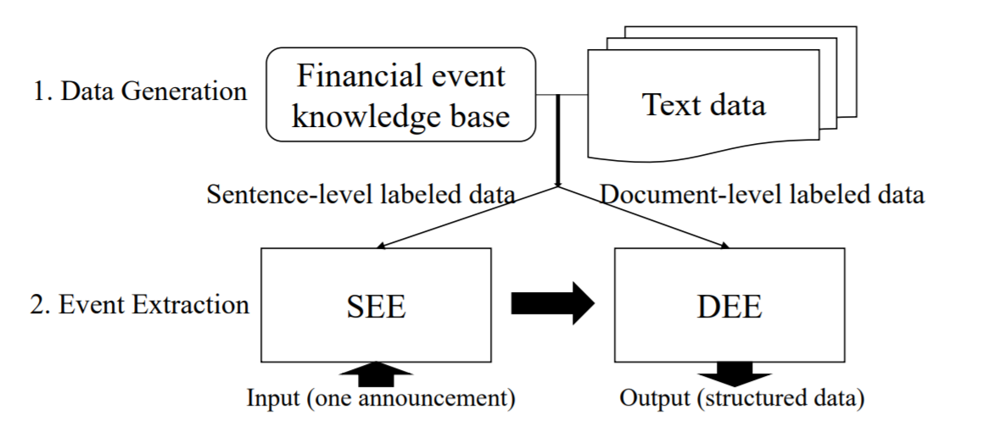 1. Data Generation
Financial event
knowledge base
Text data
Sentence-level labeled data
Document-level labeled data
2. Event Extraction
SEE
DEE
Input (one announcement)
Output (structured data)